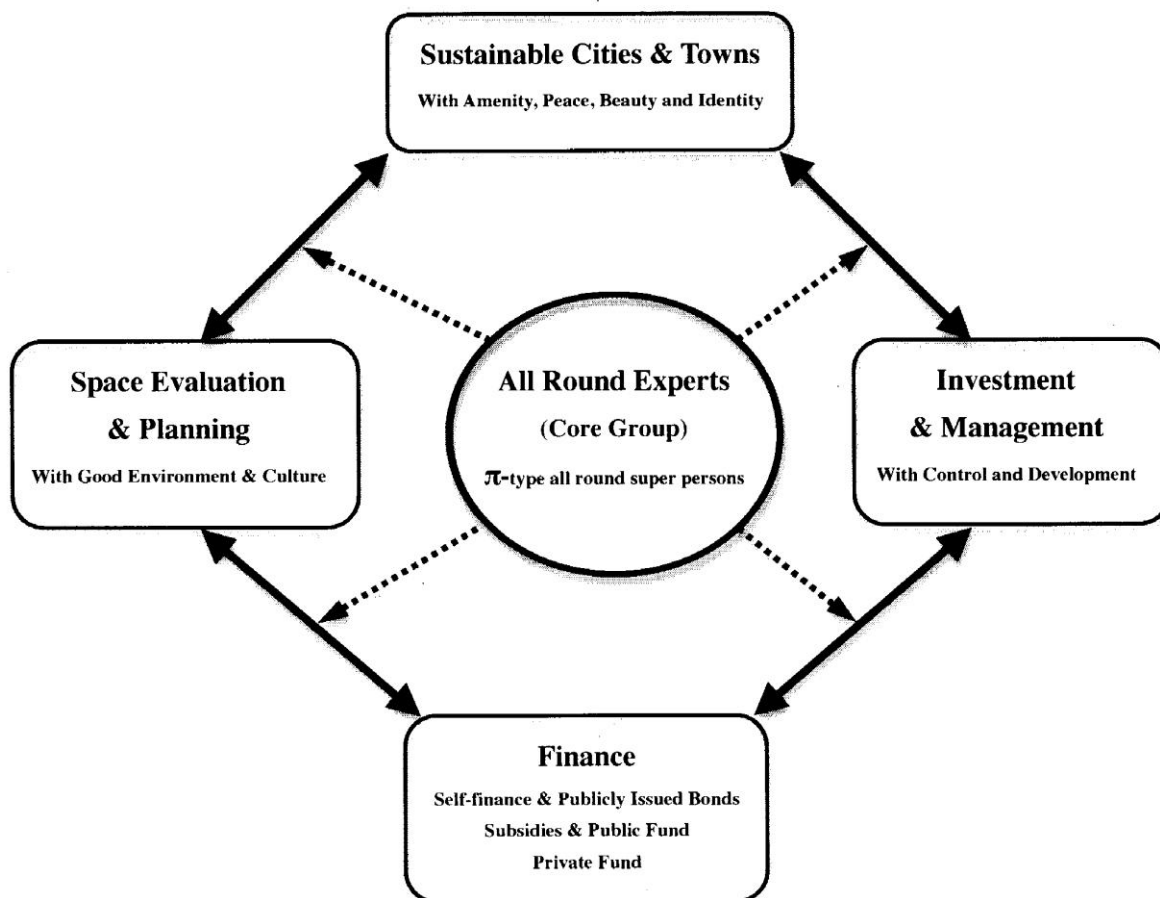 Sustainable Cities & Towns
With Amenity, Peace, Beauty and Identity
Space Evaluation
& Planning
With Good Environment & Culture
All Round Experts
(Core Group)
π-type all round super persons
Investment
& Management
With Control and Development
Finance
Self-finance & Publicly Issued Bonds
Subsidies & Public Fund
Private Fund